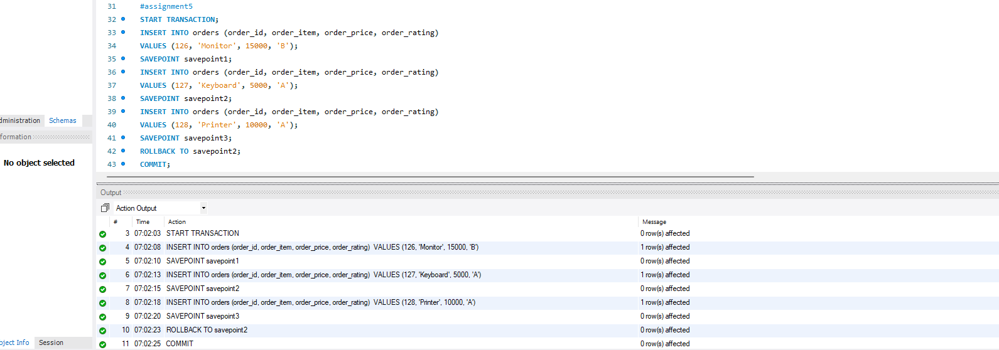 31 #assignment5
32 START TRANSACTION;
33 INSERT INTO orders (order_id, order_item, order_price, order_rating)
34 VALUES (126, 'Monitor', 15000, 'B');
35 SAVEPOINT savepoint1;
36 INSERT INTO orders (order_id, order_item, order_price, order_rating)
37 VALUES (127, 'Keyboard', 5000, 'A');
38 SAVEPOINT savepoint2;
39 INSERT INTO orders (order_id, order_item, order_price, order_rating)
40 VALUES (128, 'Printer', 10000, 'A');
41 SAVEPOINT savepoint3;
42 ROLLBACK TO savepoint2;
43 COMMIT;
dministration Schemas
formation
No object selected
Output
Action Output
# Time Action Message
3 07:02:03 START TRANSACTION 0 row(s) affected
4 07:02:08 INSERT INTO orders (order_id, order_item, order_price, order_rating) VALUES (126, 'Monitor', 15000, 'B') 1 row(s) affected
5 07:02:10 SAVEPOINT savepoint1 0 row(s) affected
6 07:02:13 INSERT INTO orders (order_id, order_item, order_price, order_rating) VALUES (127, 'Keyboard', 5000, 'A') 1 row(s) affected
7 07:02:15 SAVEPOINT savepoint2 0 row(s) affected
8 07:02:18 INSERT INTO orders (order_id, order_item, order_price, order_rating) VALUES (128, 'Printer', 10000, 'A') 1 row(s) affected
9 07:02:20 SAVEPOINT savepoint3 0 row(s) affected
10 07:02:23 ROLLBACK TO savepoint2 0 row(s) affected
11 07:02:25 COMMIT 0 row(s) affected
bject Info Session